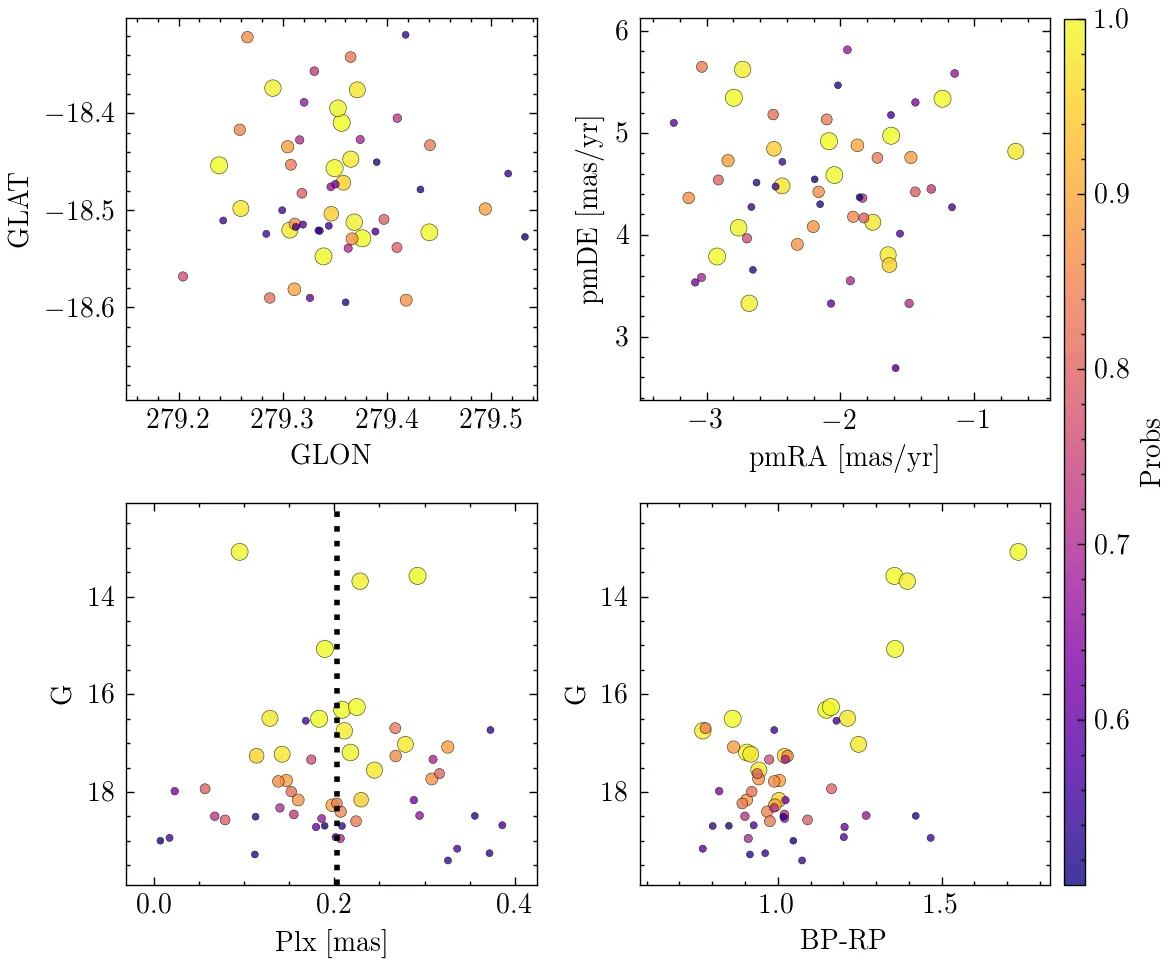 −18.4
−18.5
−18.6
GLAT
279.2 279.3 279.4 279.5
GLON
6
5
4
3
pmDE [mas/yr]
−3 −2 −1
pmRA [mas/yr]
1.0
0.9
0.8
0.7
0.6
Probs
14
16
18
G
0.0 0.2 0.4
Plx [mas]
14
16
18
G
1.0 1.5
BP-RP